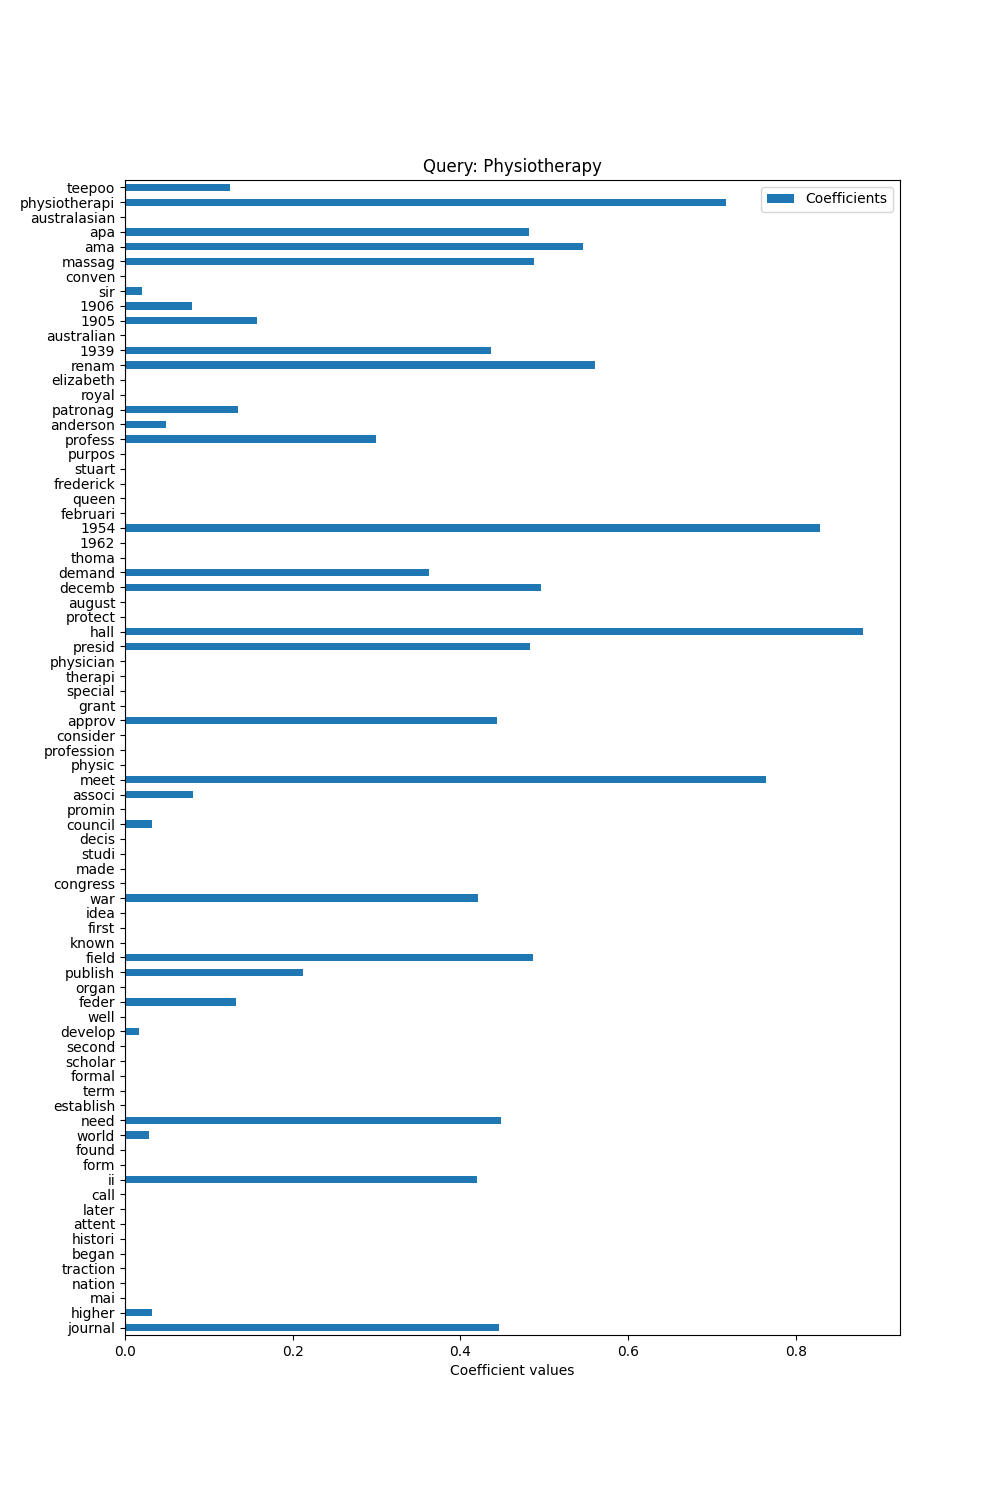 Query: Physiotherapy
Coefficients
teepoo
physiotherapi
australasian
apa
ama
massag
conven
sir
1906
1905
australian
1939
renam
elizabeth
royal
patronag
anderson
profess
purpos
stuart
frederick
queen
februari
1954
1962
thoma
demand
decemb
august
protect
hall
presid
physician
therapi
special
grant
approv
consider
profession
physic
meet
associ
promin
council
decis
studi
made
congress
war
idea
first
known
field
publish
organ
feder
well
develop
second
scholar
formal
term
establish
need
world
found
form
ii
call
later
attent
histori
began
traction
nation
mai
higher
journal
0.0 0.2 0.4 0.6 0.8
Coefficient values